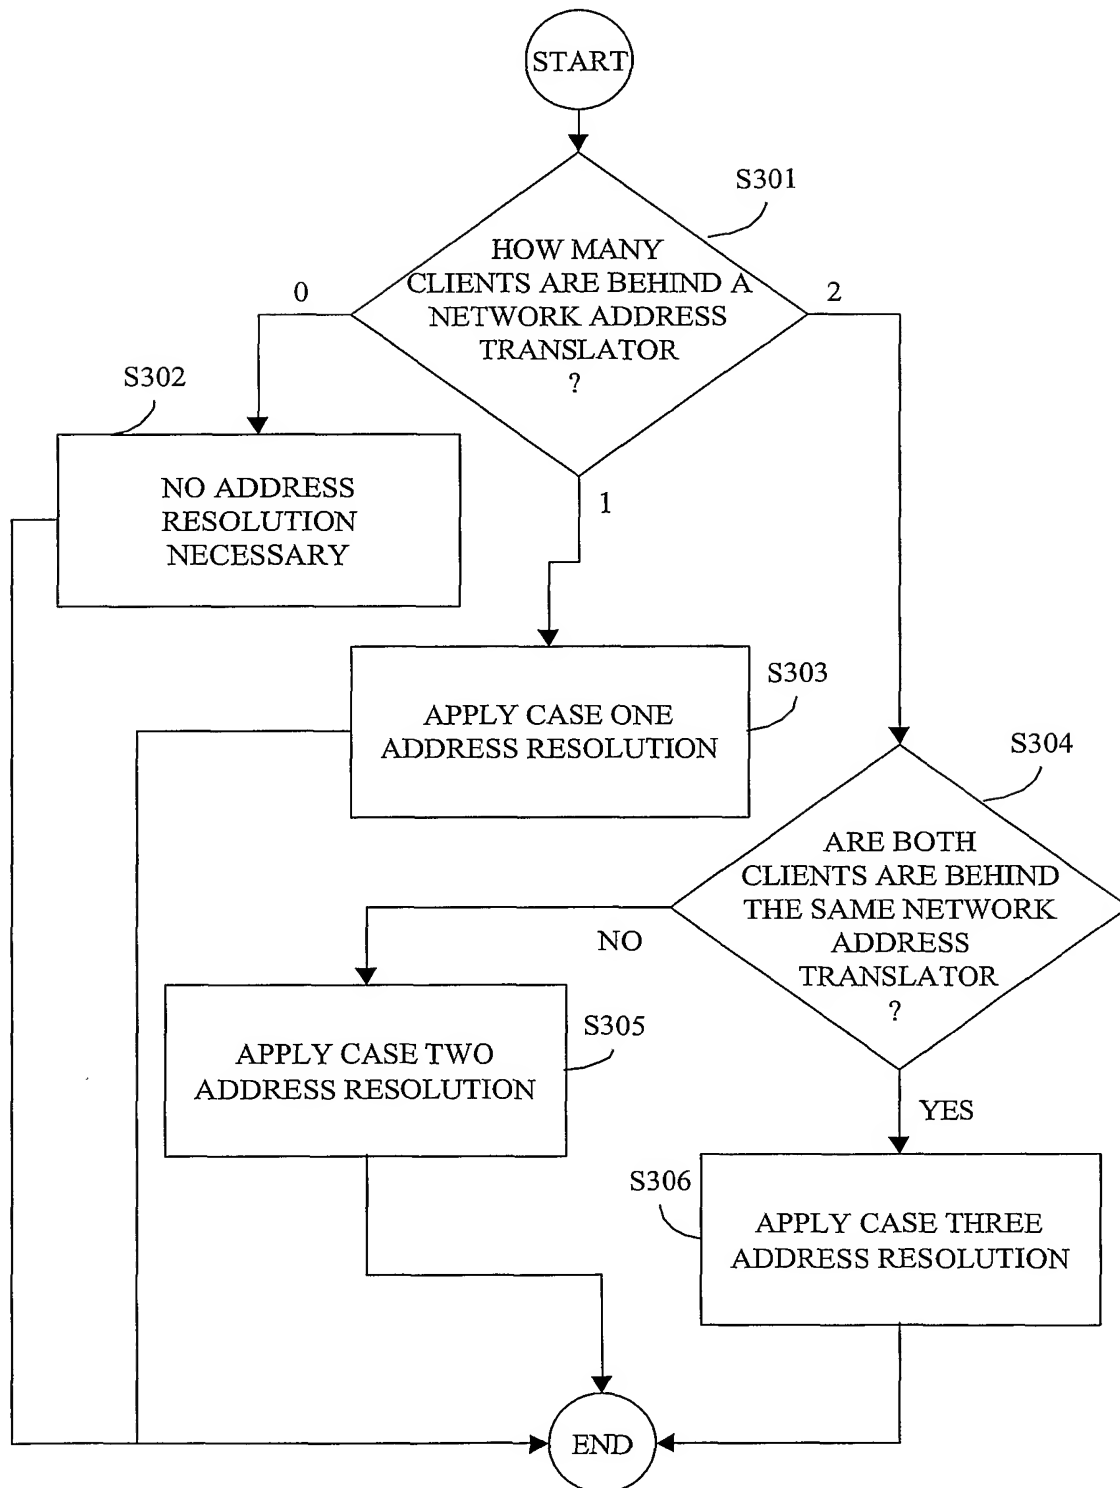 START
S301
HOW MANY
CLIENTS ARE BEHIND A
NETWORK ADDRESS
TRANSLATOR
?
0
2
S302
NO ADDRESS
RESOLUTION
NECESSARY
1
S303
APPLY CASE ONE
ADDRESS RESOLUTION
S304
ARE BOTH
CLIENTS ARE BEHIND
THE SAME NETWORK
ADDRESS
TRANSLATOR
?
NO
S305
APPLY CASE TWO
ADDRESS RESOLUTION
YES
S306
APPLY CASE THREE
ADDRESS RESOLUTION
END